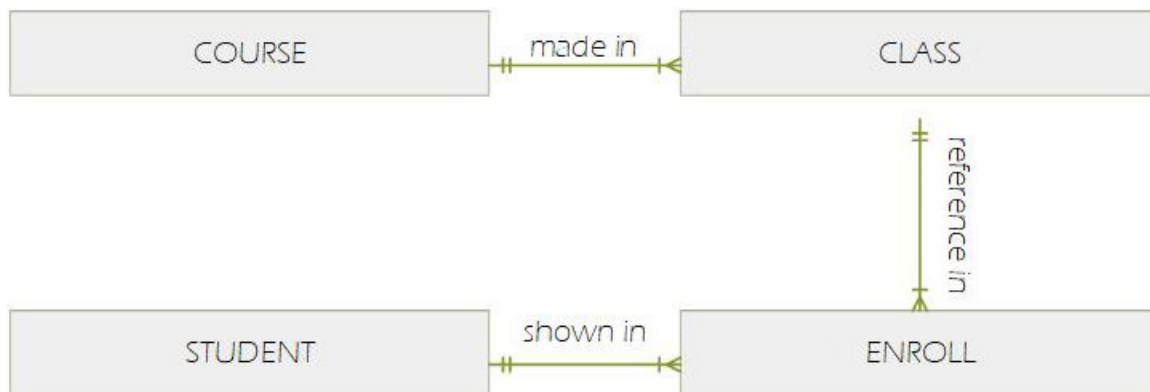 COURSE
made in
CLASS
reference in
STUDENT
shown in
ENROLL